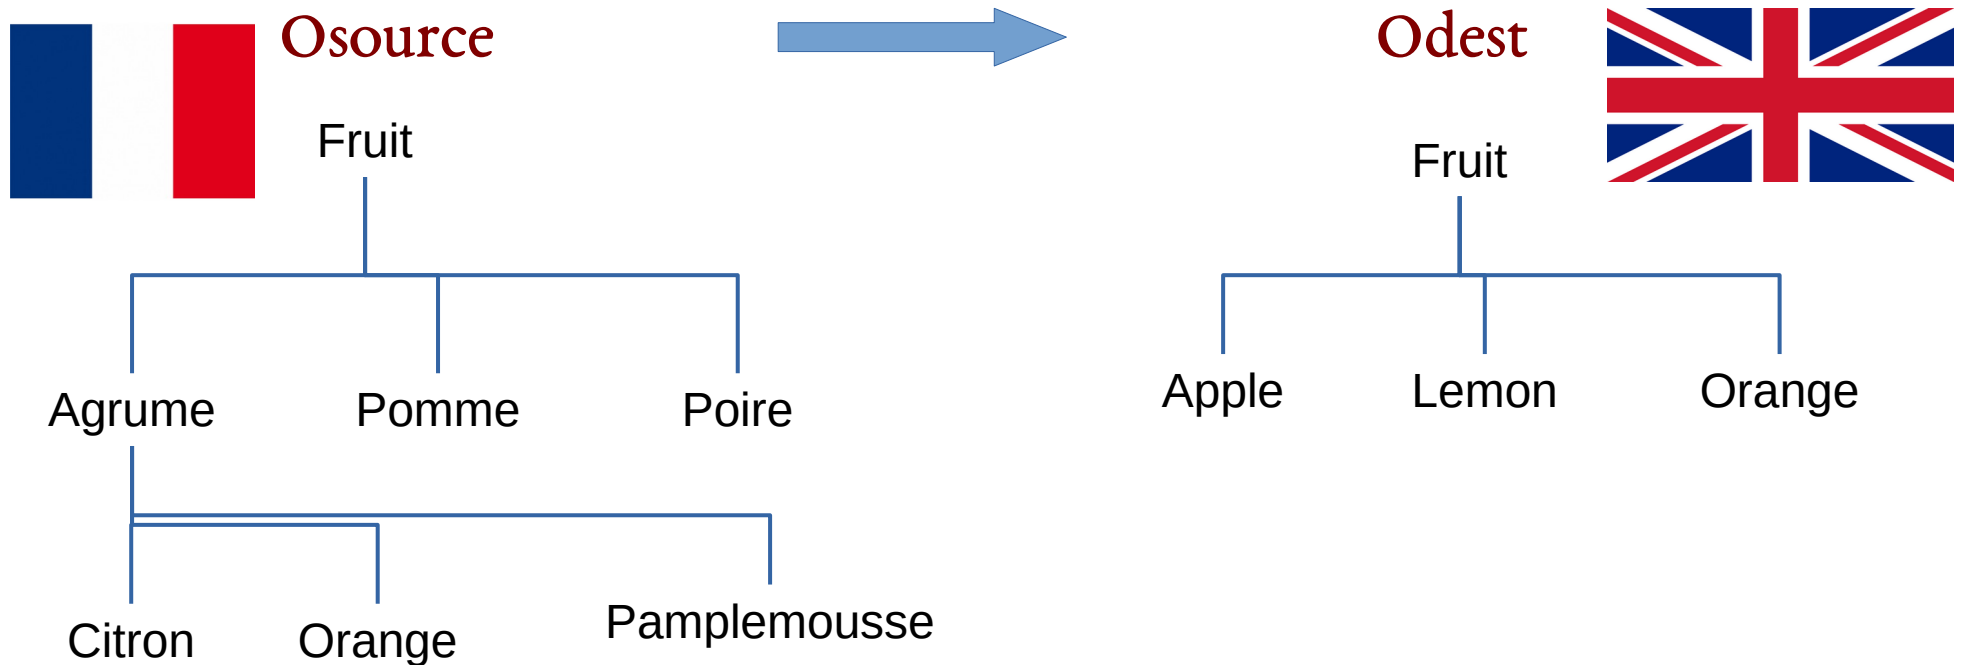 Osource
Odest
Fruit
Fruit
Agrume
Pomme
Poire
Apple
Lemon
Orange
Citron
Orange
Pamplemousse